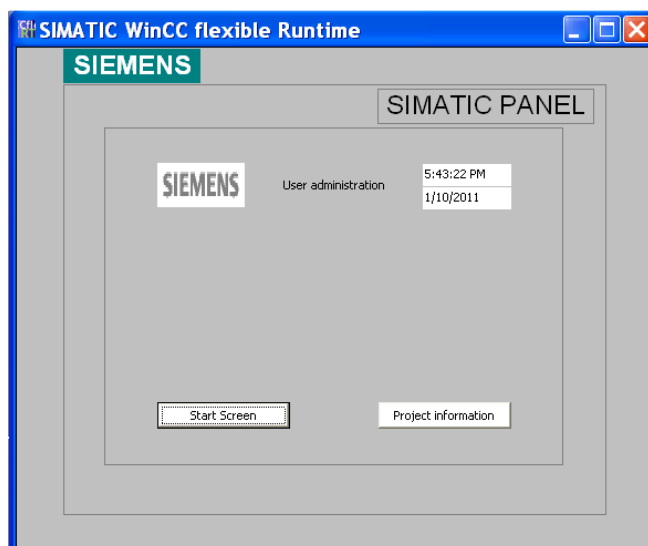 SIMATIC WinCC flexible Runtime
SIEMENS
SIMATIC PANEL
SIEMENS
User administration
5:43:22 PM
1/10/2011
Start Screen
Project information